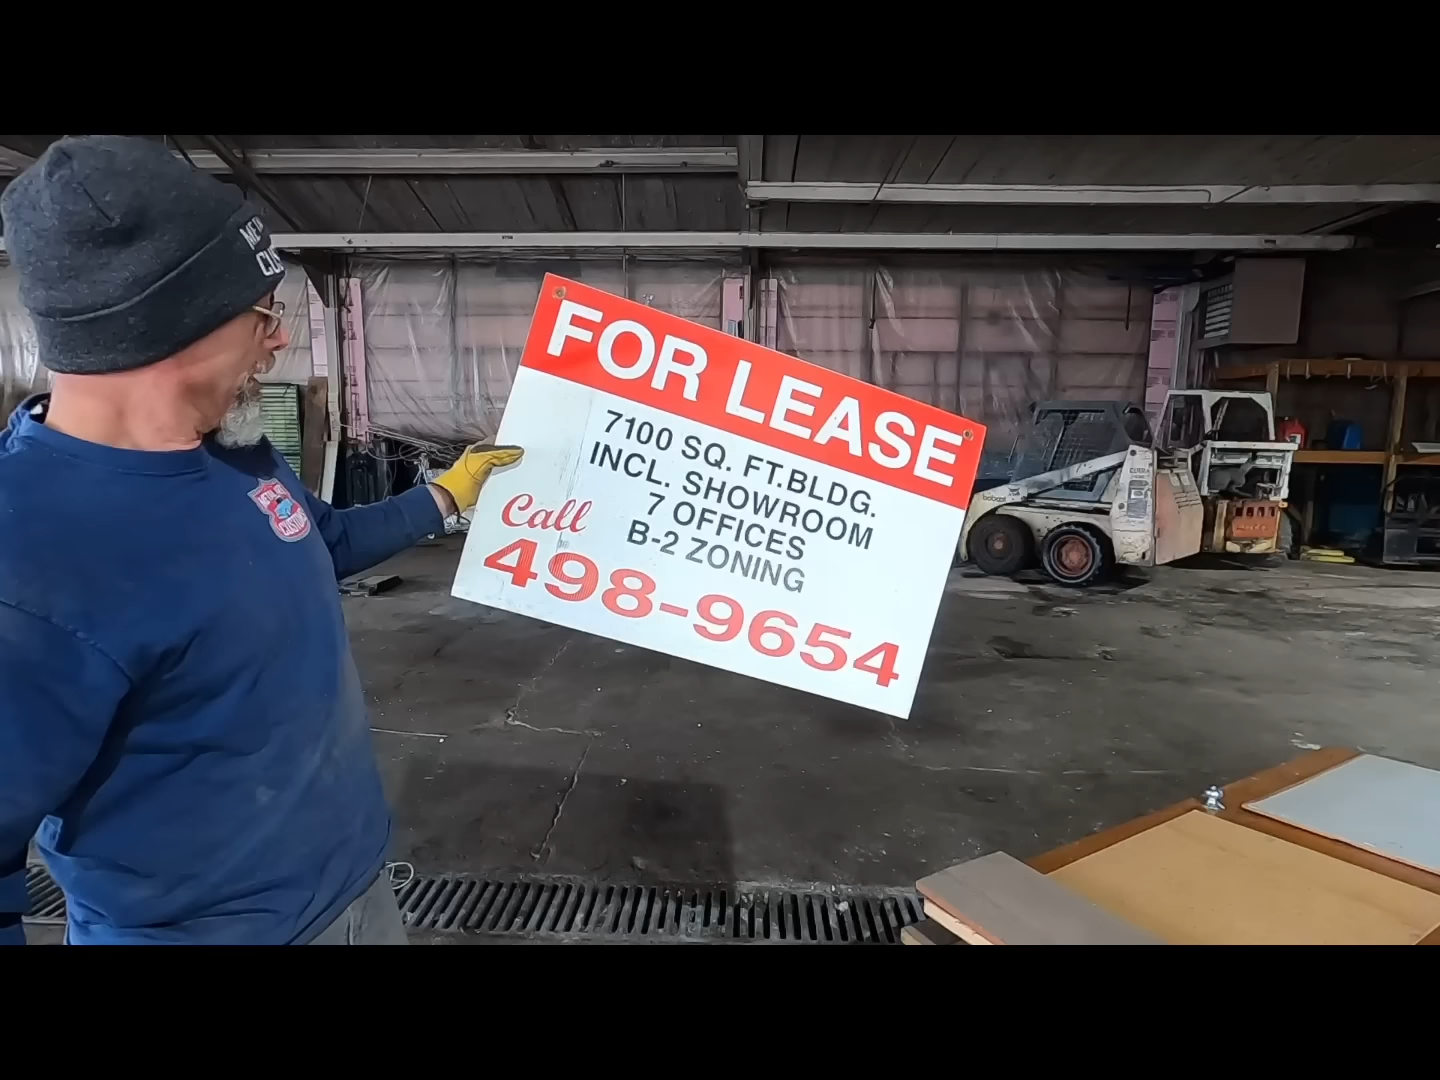 FOR LEASE
7100 SQ. FT.BLDG.
INCL. SHOWROOM
7 OFFICES
B-2 ZONING
Call
498-9654
bobcat